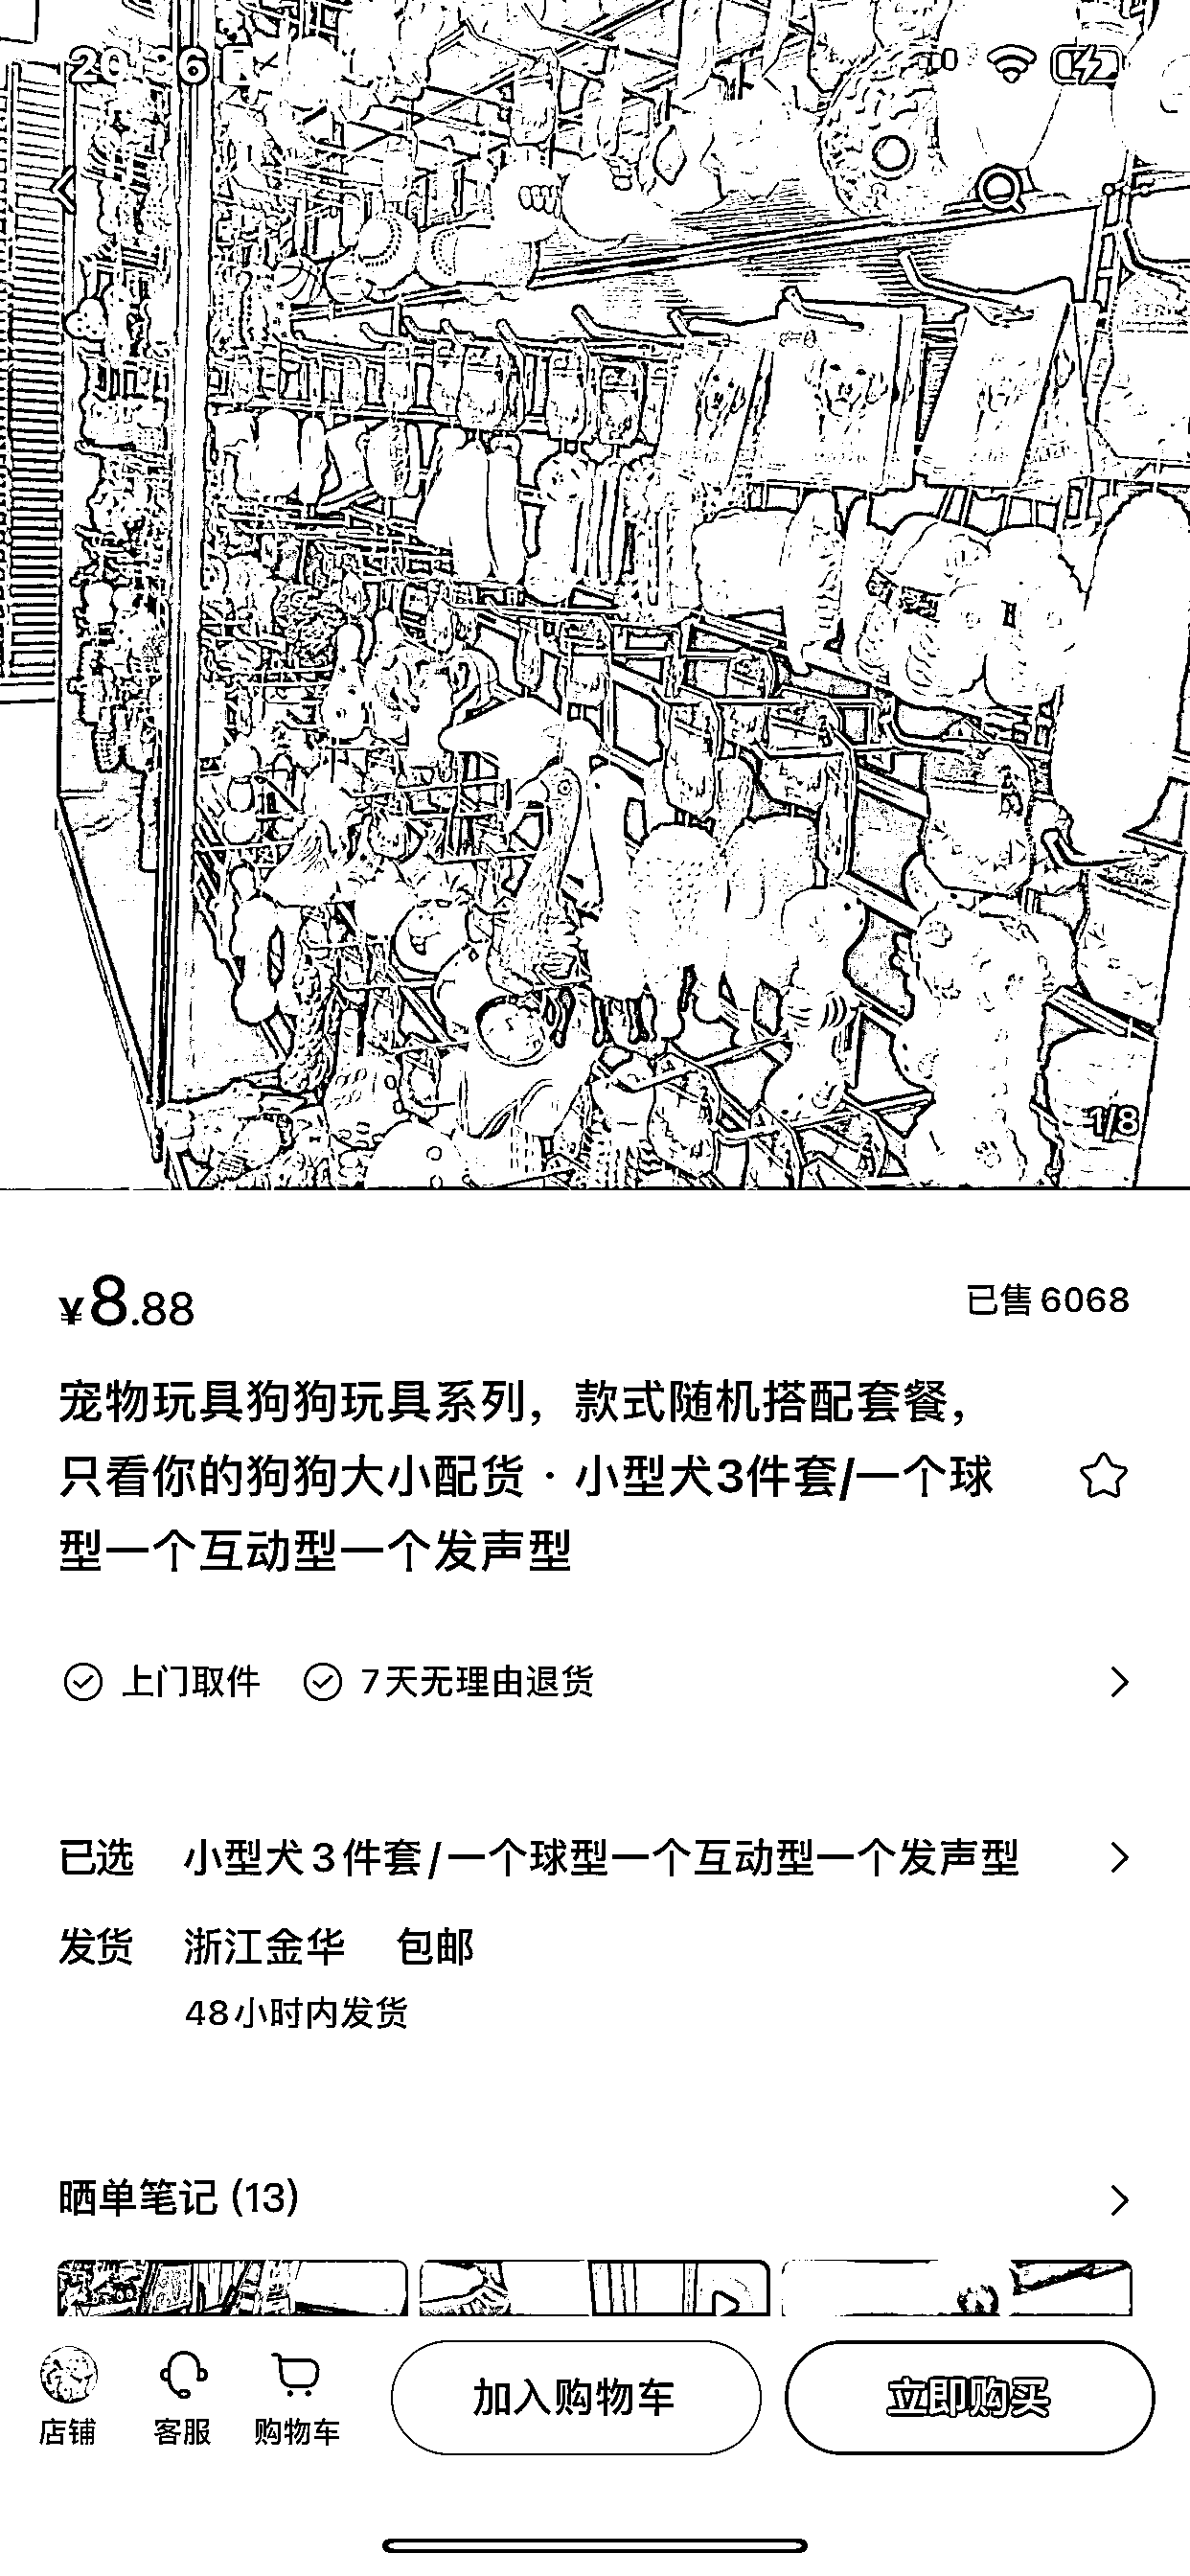 20:36
1/8
¥8.88
已售6068
宠物玩具狗狗玩具系列，款式随机搭配套餐，
只看你的狗狗大小配货·小型犬3件套/一个球
型一个互动型一个发声型
上门取件 7天无理由退货
已选 小型犬3件套/一个球型一个互动型一个发声型
发货 浙江金华 包邮
48小时内发货
晒单笔记 (13)
店铺 客服 购物车 加入购物车 立即购买